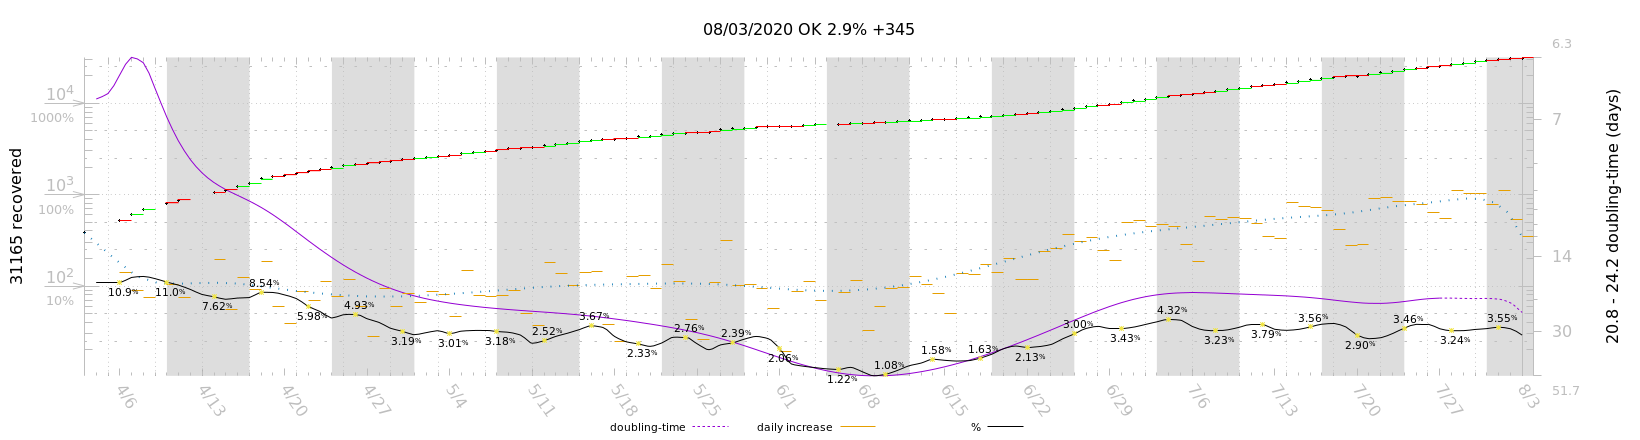 08/03/2020 OK 2.9% +345
31165 recovered
10⁴
1000%
10³
100%
10²
10%
6.3
7
14
30
51.7
20.8 - 24.2 doubling-time (days)
10.9% 11.0% 7.62% 8.54% 5.98% 4.93% 3.19% 3.01% 3.18% 2.52% 3.67% 2.33% 2.76% 2.39% 2.06% 1.22% 1.08% 1.58% 1.63% 2.13% 3.00% 3.43% 4.32% 3.23% 3.79% 3.56% 2.90% 3.46% 3.24% 3.55%
4/6 4/13 4/20 4/27 5/4 5/11 5/18 5/25 6/1 6/8 6/15 6/22 6/29 7/6 7/13 7/20 7/27 8/3
doubling-time daily increase %